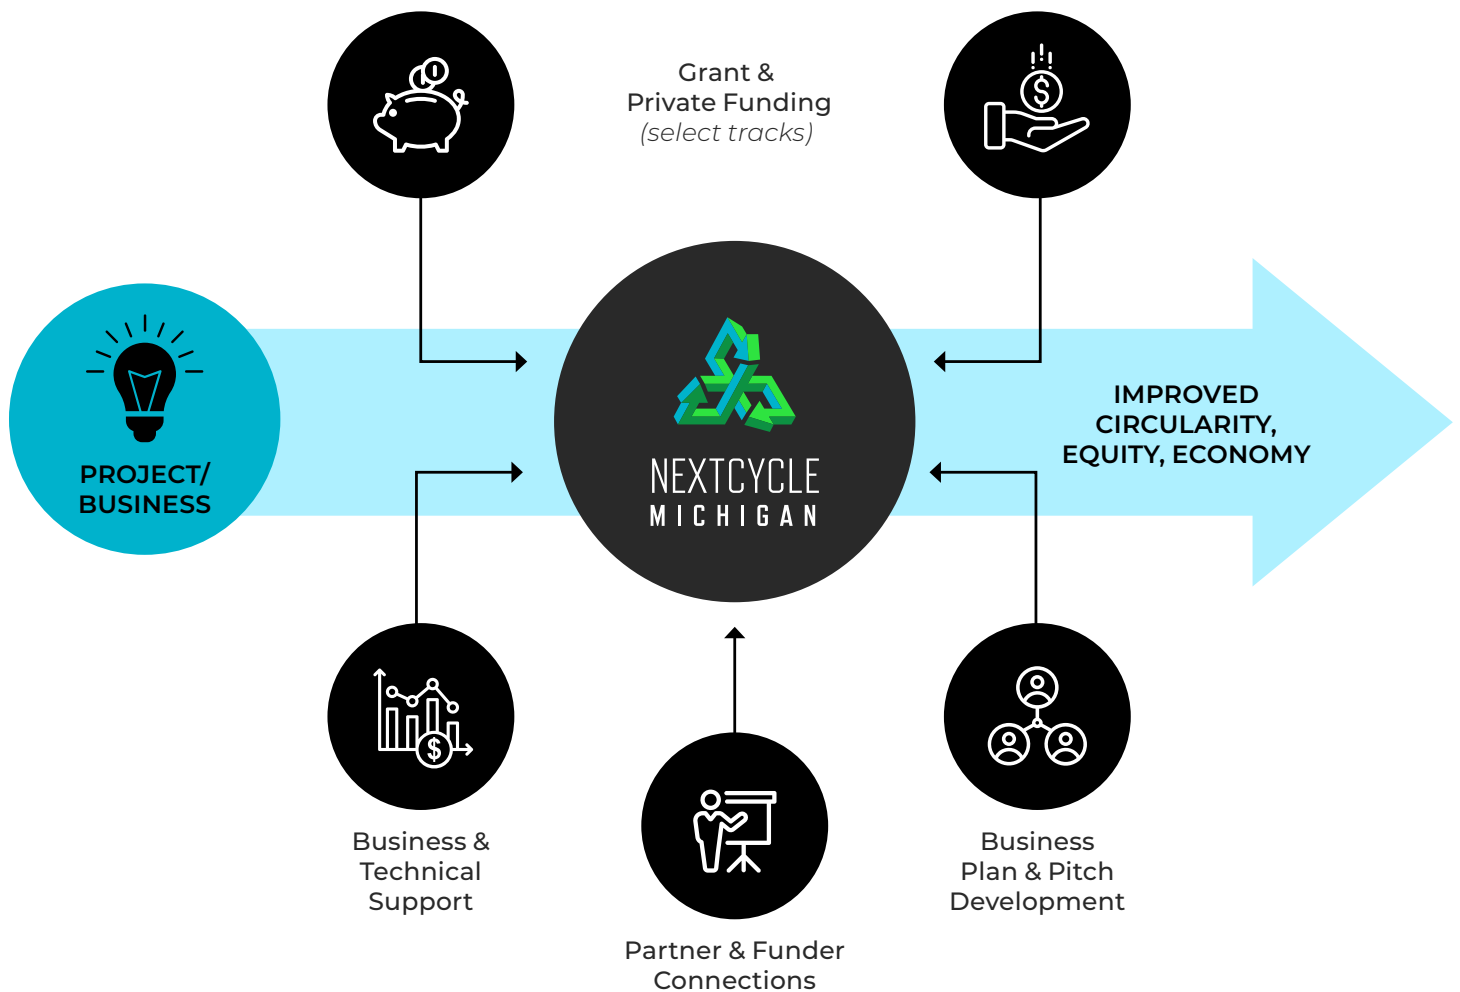 Grant &
Private Funding
(select tracks)
PROJECT/
BUSINESS
NEXTCYCLE
MICHIGAN
IMPROVED
CIRCULARITY,
EQUITY, ECONOMY
$
$
Business &
Technical
Support
Partner & Funder
Connections
Business
Plan & Pitch
Development